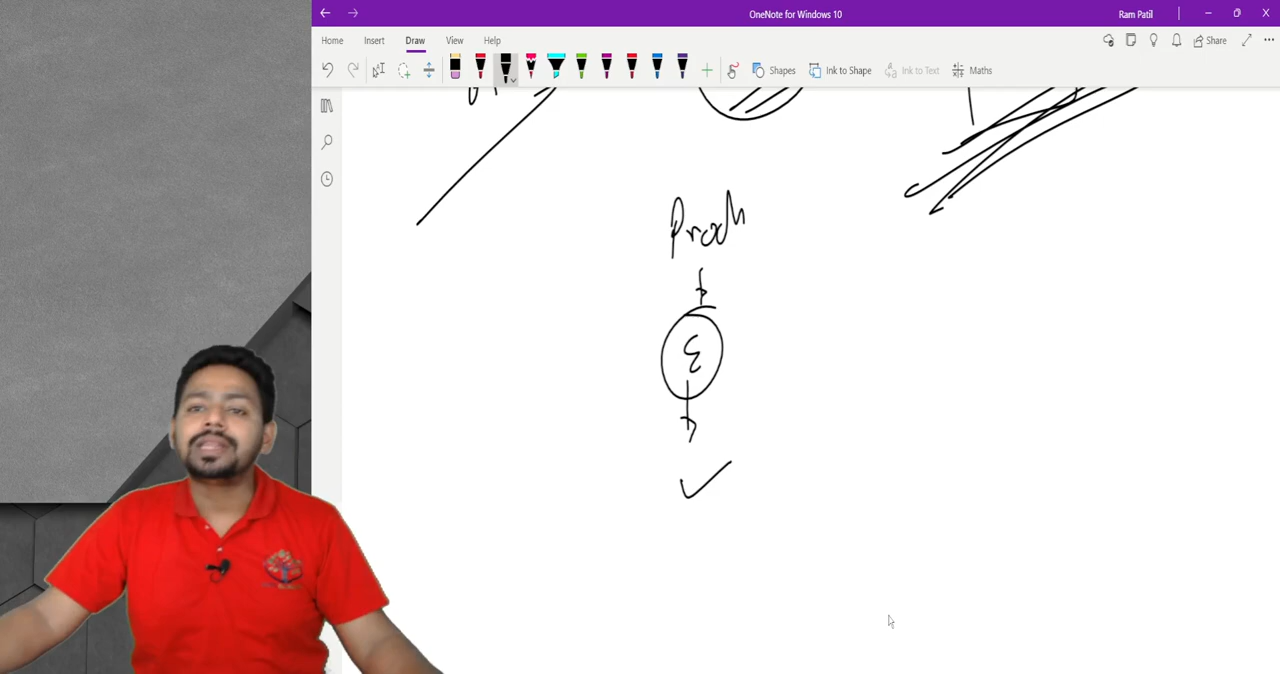 OneNote for Windows 10
Ram Patil
Home Insert Draw View Help
Share
Shapes
Ink to Shape
Ink to Text
Maths
Prod
ε